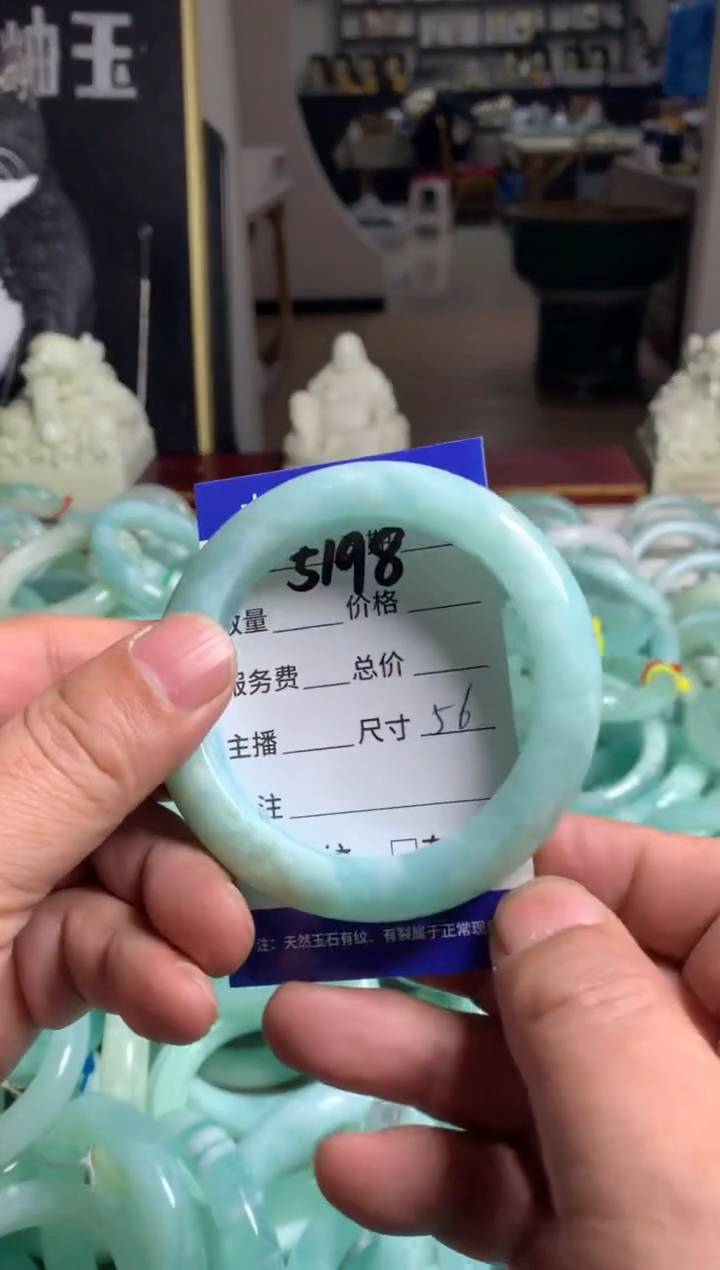 岫玉
5198
数量 价格
服务费 总价
主播 尺寸 56
注
注：天然玉石有纹、有裂属于正常现